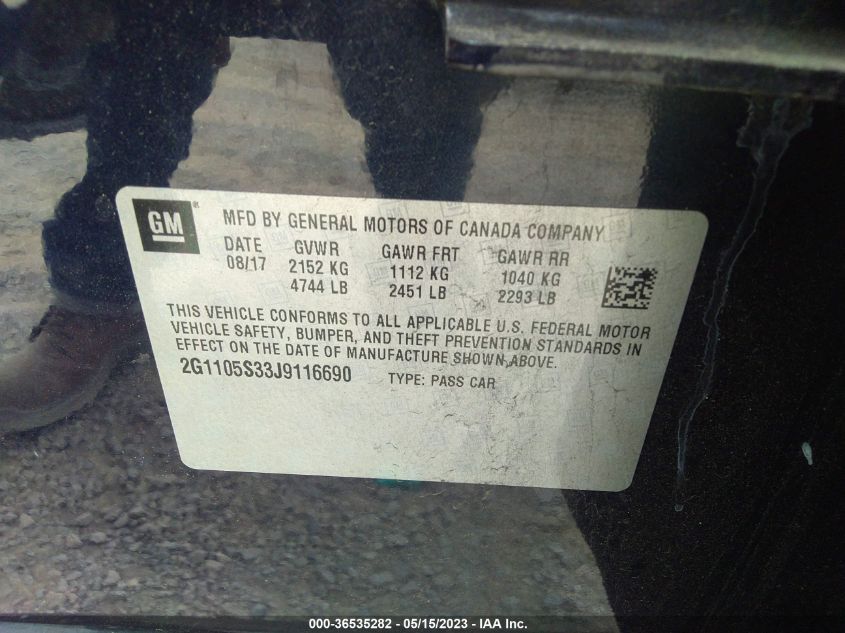 GM ®
MFD BY GENERAL MOTORS OF CANADA COMPANY
DATE GVWR GAWR FRT GAWR RR
08/17 2152 KG 1112 KG 1040 KG
4744 LB 2451 LB 2293 LB
THIS VEHICLE CONFORMS TO ALL APPLICABLE U.S. FEDERAL MOTOR
VEHICLE SAFETY, BUMPER, AND THEFT PREVENTION STANDARDS IN
EFFECT ON THE DATE OF MANUFACTURE SHOWN ABOVE.
2G1105S33J9116690 TYPE: PASS CAR
000-36535282 - 05/15/2023 - IAA Inc.